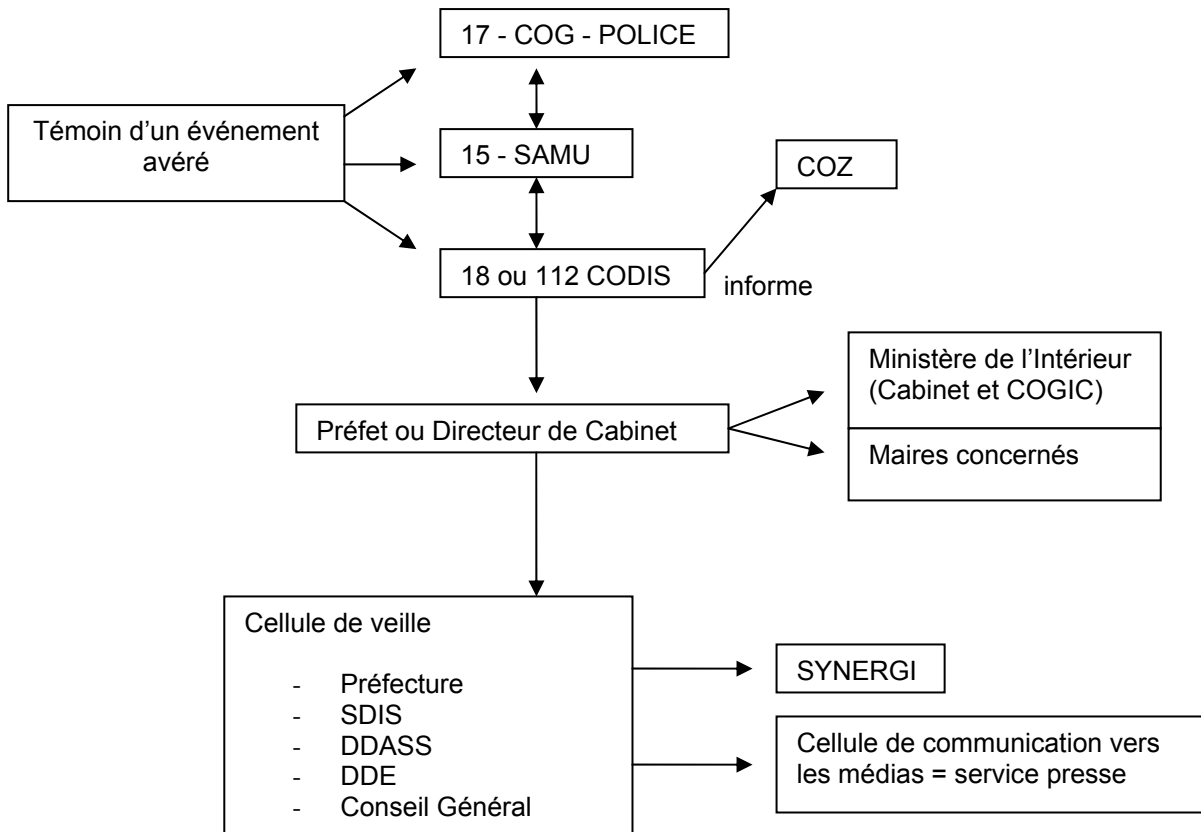 17 - COG - POLICE
Témoin d’un événement
avéré
15 - SAMU
COZ
18 ou 112 CODIS
informe
Ministère de l’Intérieur
(Cabinet et COGIC)
Préfet ou Directeur de Cabinet
Maires concernés
Cellule de veille
- Préfecture
- SDIS
- DDASS
- DDE
- Conseil Général
SYNERGI
Cellule de communication vers
les médias = service presse